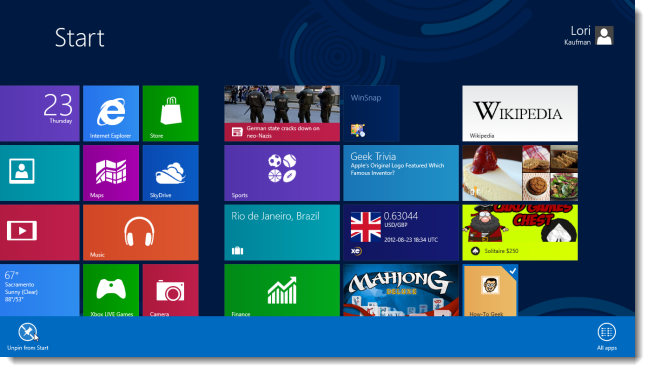 Start
Lori
Kaufman
23
Thursday
Internet Explorer
Store
German state cracks down on
neo-Nazis
WinSnap
WIKIPEDIA
Wikipedia
Maps
SkyDrive
Sports
Geek Trivia
Apple's Original Logo Featured Which
Famous Inventor?
Music
Rio de Janeiro, Brazil
0.63044
USD/GBP
2012-08-23 18:34 UTC
xe
CARD GAMES
CHEST
Solitaire $250
67°
Sacramento
Sunny (Clear)
88°/53°
Xbox LIVE Games
Camera
Finance
MAHJONG
DELUXE
How-To Geek
Unpin from Start
All apps